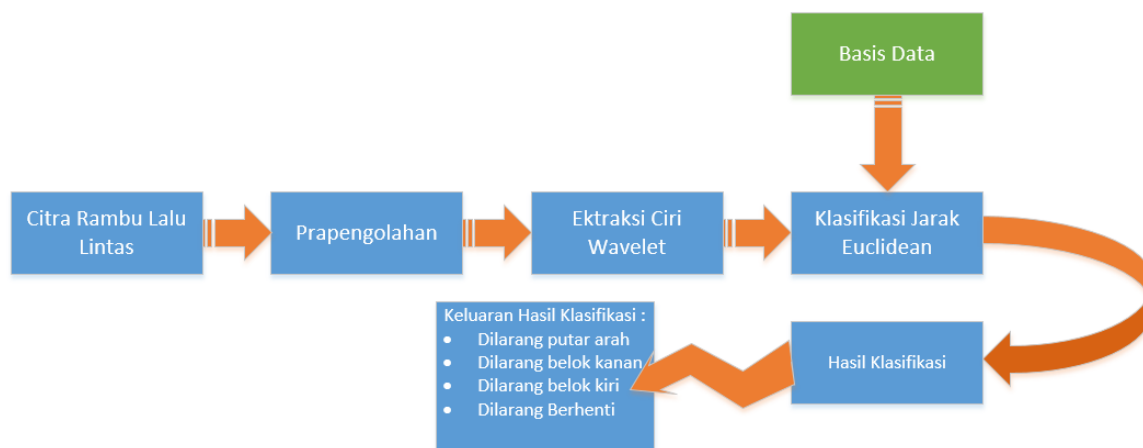 Basis Data
Citra Rambu Lalu
Lintas
Prapengolahan
Ektraksi Ciri
Wavelet
Klasifikasi Jarak
Euclidean
Keluaran Hasil Klasifikasi :
• Dilarang putar arah
• Dilarang belok kanan
• Dilarang belok kiri
• Dilarang Berhenti
Hasil Klasifikasi